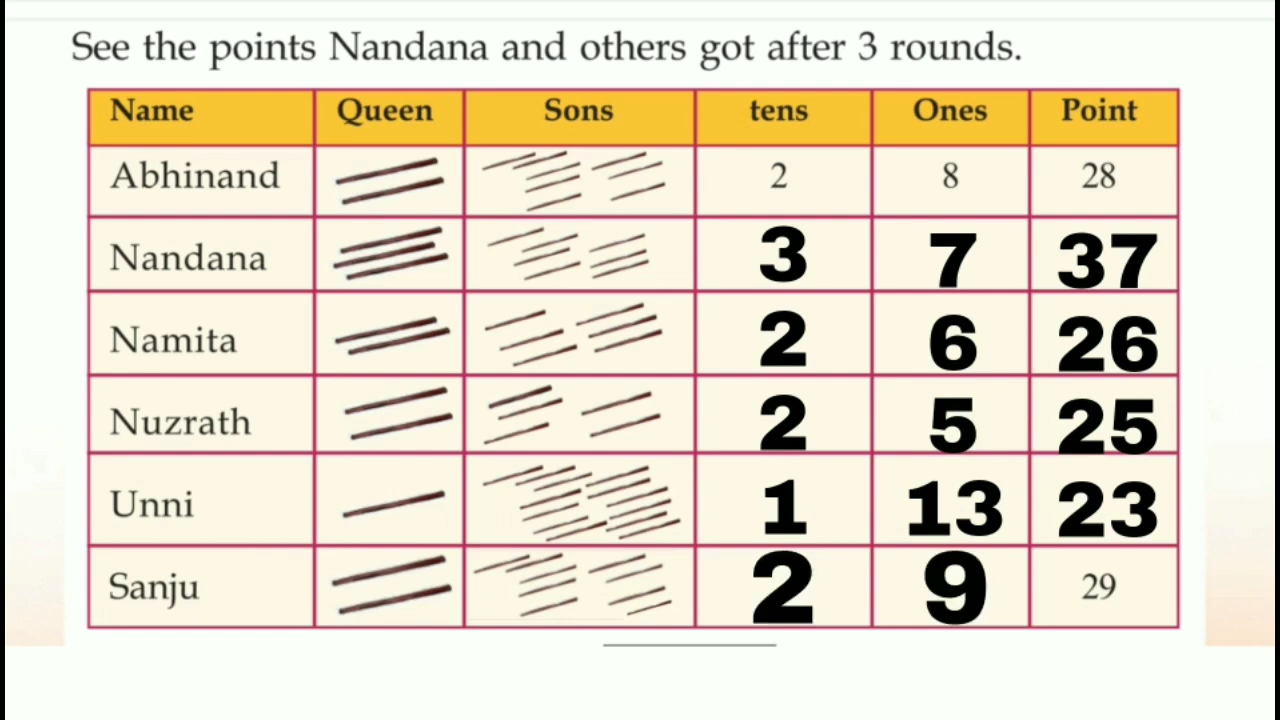 See the points Nandana and others got after 3 rounds.
Name Queen Sons tens Ones Point
Abhinand 2 8 28
Nandana 3 7 37
Namita 2 6 26
Nuzrath 2 5 25
Unni 1 13 23
Sanju 2 9 29